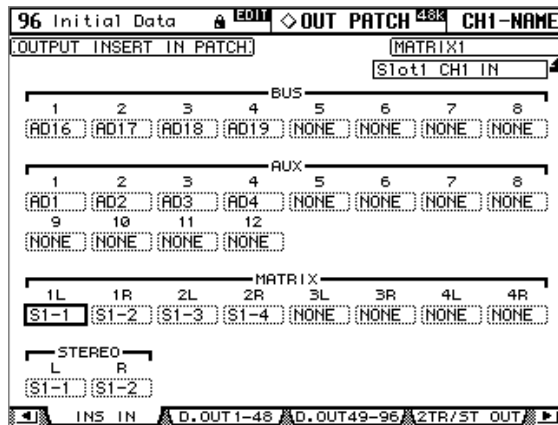 96 Initial Data EDIT ◇OUT PATCH 48k CH1-NAME
OUTPUT INSERT IN PATCH MATRIX1
Slot1 CH1 IN
BUS
1 2 3 4 5 6 7 8
AD16 AD17 AD18 AD19 NONE NONE NONE NONE
AUX
1 2 3 4 5 6 7 8
AD1 AD2 AD3 AD4 NONE NONE NONE NONE
9 10 11 12
NONE NONE NONE NONE
MATRIX
1L 1R 2L 2R 3L 3R 4L 4R
S1-1 S1-2 S1-3 S1-4 NONE NONE NONE NONE
STEREO
L R
S1-1 S1-2
INS IN D.OUT1-48 D.OUT49-96 2TR/ST OUT